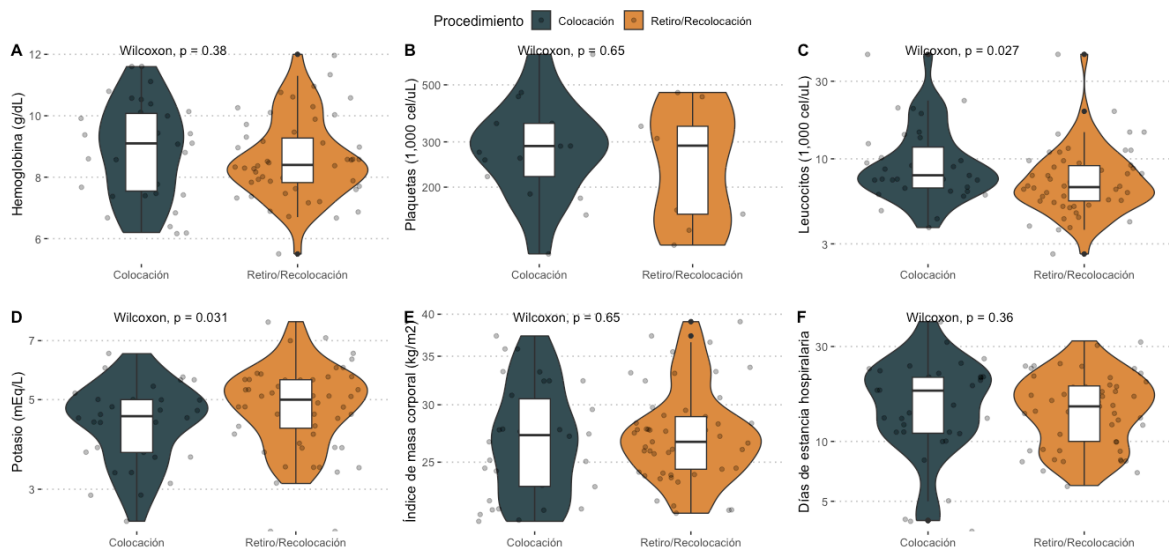 Procedimiento Colocación Retiro/Recolocación
A
Wilcoxon, p = 0.38
Hemoglobina (g/dL)
12
10
8
6
Colocación Retiro/Recolocación
B
Wilcoxon, p = 0.65
Plaquetas (1,000 cel/uL)
500
300
200
Colocación Retiro/Recolocación
C
Wilcoxon, p = 0.027
Leucocitos (1,000 cel/uL)
30
10
3
Colocación Retiro/Recolocación
D
Wilcoxon, p = 0.031
Potasio (mEq/L)
7
5
3
Colocación Retiro/Recolocación
E
Wilcoxon, p = 0.65
Índice de masa corporal (kg/m2)
40
35
30
25
Colocación Retiro/Recolocación
F
Wilcoxon, p = 0.36
Días de estancia hospiralaria
30
10
5
Colocación Retiro/Recolocación